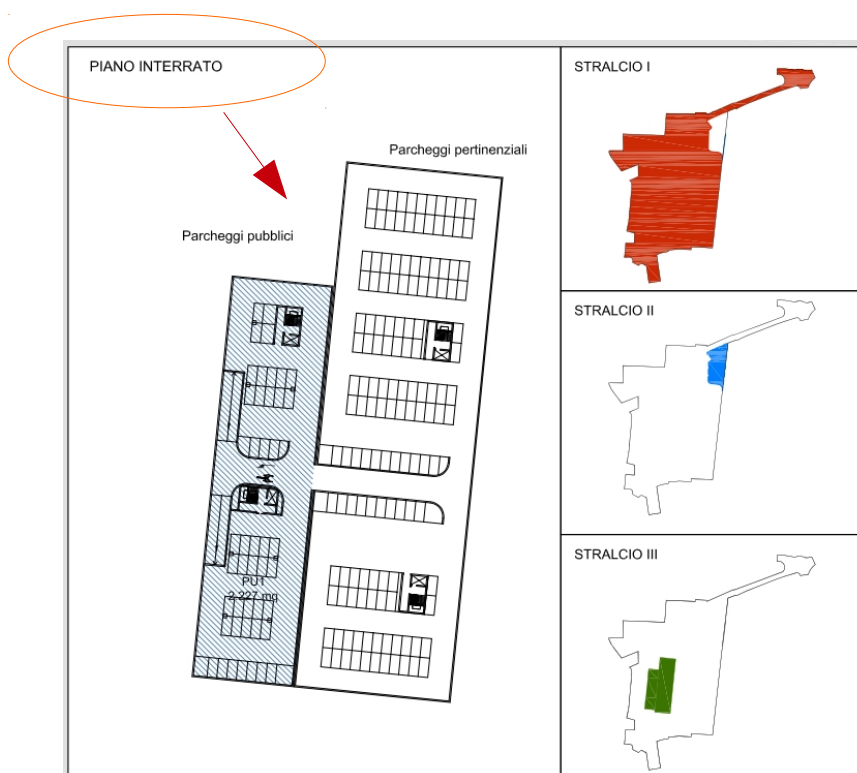 PIANO INTERRATO
Parcheggi pertinenziali
Parcheggi pubblici
PU1
2.227 mq
STRALCIO I
STRALCIO II
STRALCIO III